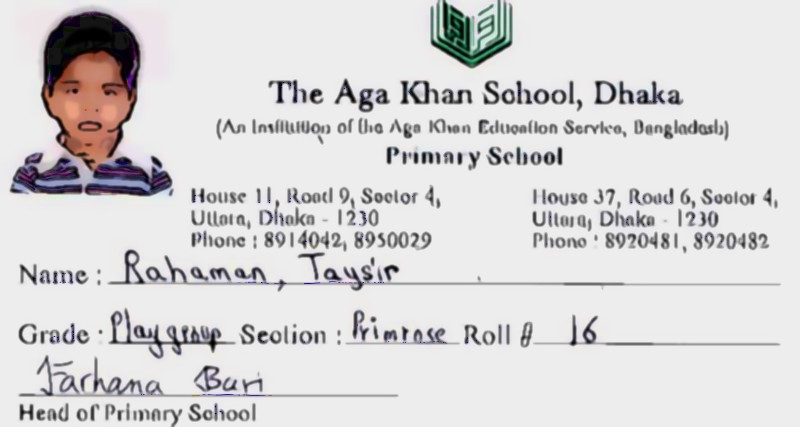 The Aga Khan School, Dhaka
(An Institution of the Aga Khan Education Service, Bangladesh)
Primary School
House 11, Road 9, Sector 4,
Uttara, Dhaka - 1230
Phone : 8914042, 8950029
House 37, Road 6, Sector 4,
Uttara, Dhaka - 1230
Phone : 8920481, 8920482
Name : Rahaman, Taysir
Grade : Playgroup Section : Primrose Roll # 16
Farhana Bari
Head of Primary School